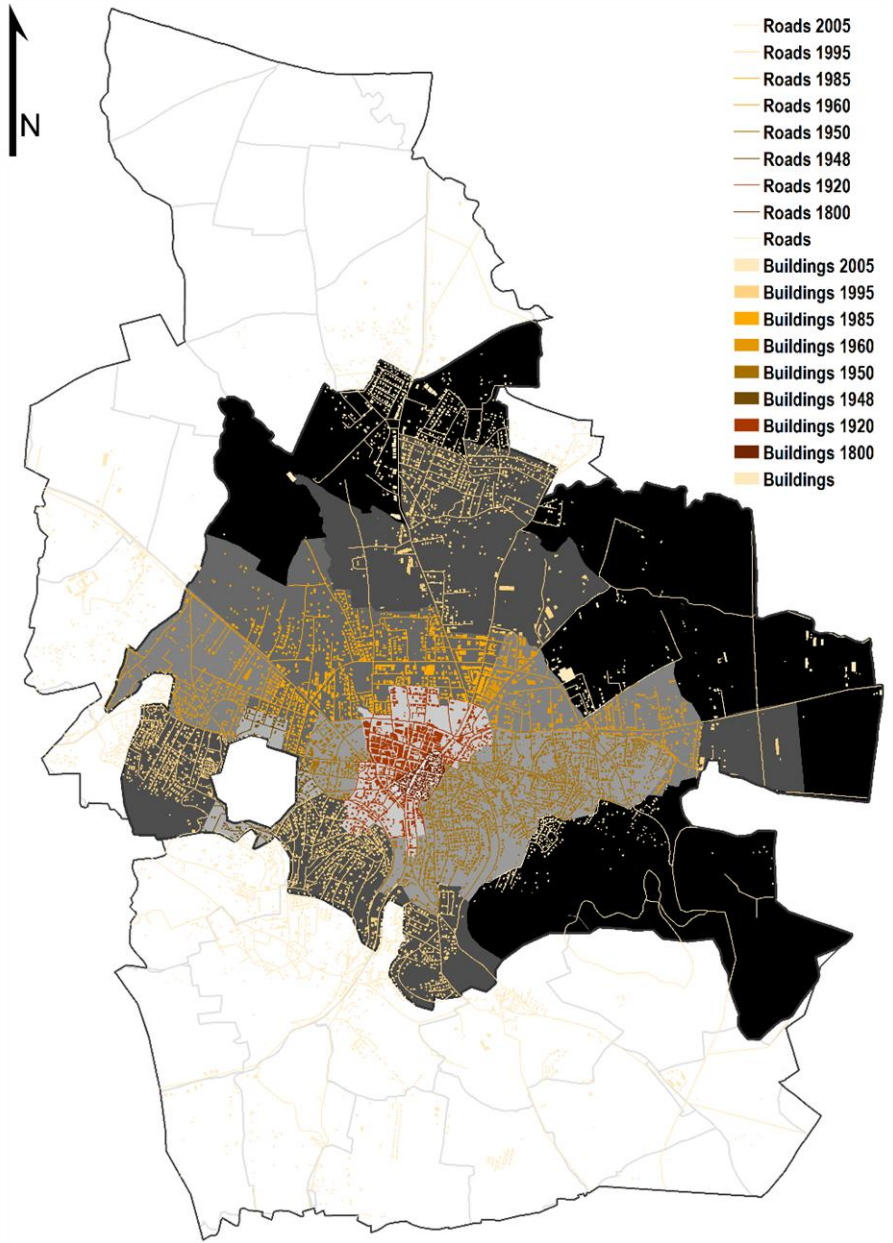 N
Roads 2005
Roads 1995
Roads 1985
Roads 1960
Roads 1950
Roads 1948
Roads 1920
Roads 1800
Roads
Buildings 2005
Buildings 1995
Buildings 1985
Buildings 1960
Buildings 1950
Buildings 1948
Buildings 1920
Buildings 1800
Buildings